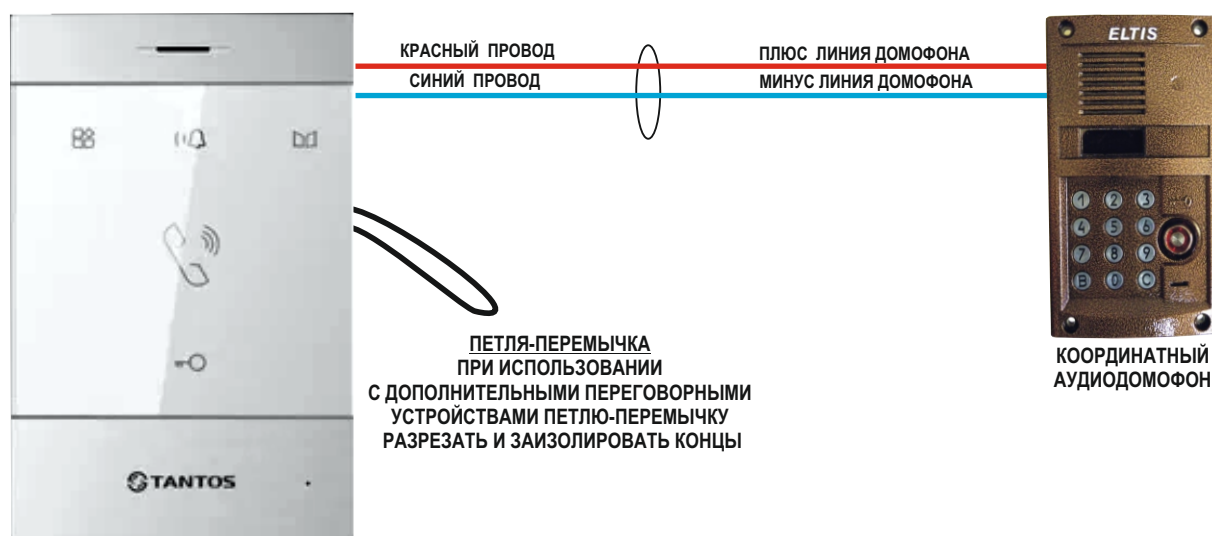 ELTIS
КРАСНЫЙ ПРОВОД
ПЛЮС ЛИНИЯ ДОМОФОНА
СИНИЙ ПРОВОД
МИНУС ЛИНИЯ ДОМОФОНА
1 2 3
4 5 6
7 8 9
B 0 C
ПЕТЛЯ-ПЕРЕМЫЧКА
ПРИ ИСПОЛЬЗОВАНИИ
С ДОПОЛНИТЕЛЬНЫМИ ПЕРЕГОВОРНЫМИ
УСТРОЙСТВАМИ ПЕТЛЮ-ПЕРЕМЫЧКУ
РАЗРЕЗАТЬ И ЗАИЗОЛИРОВАТЬ КОНЦЫ
КООРДИНАТНЫЙ
АУДИОДОМОФОН
TANTOS